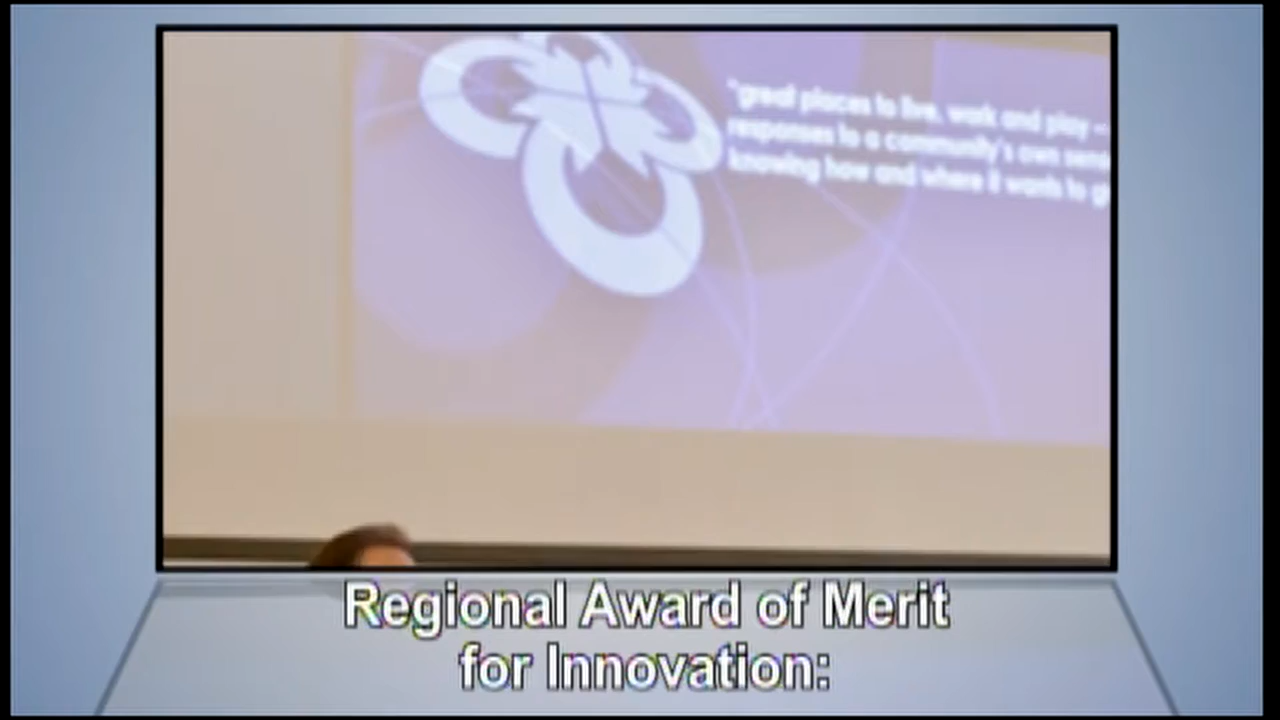 "great places to live, work and play –
responses to a community's own sens
knowing how and where it wants to g
Regional Award of Merit
for Innovation: